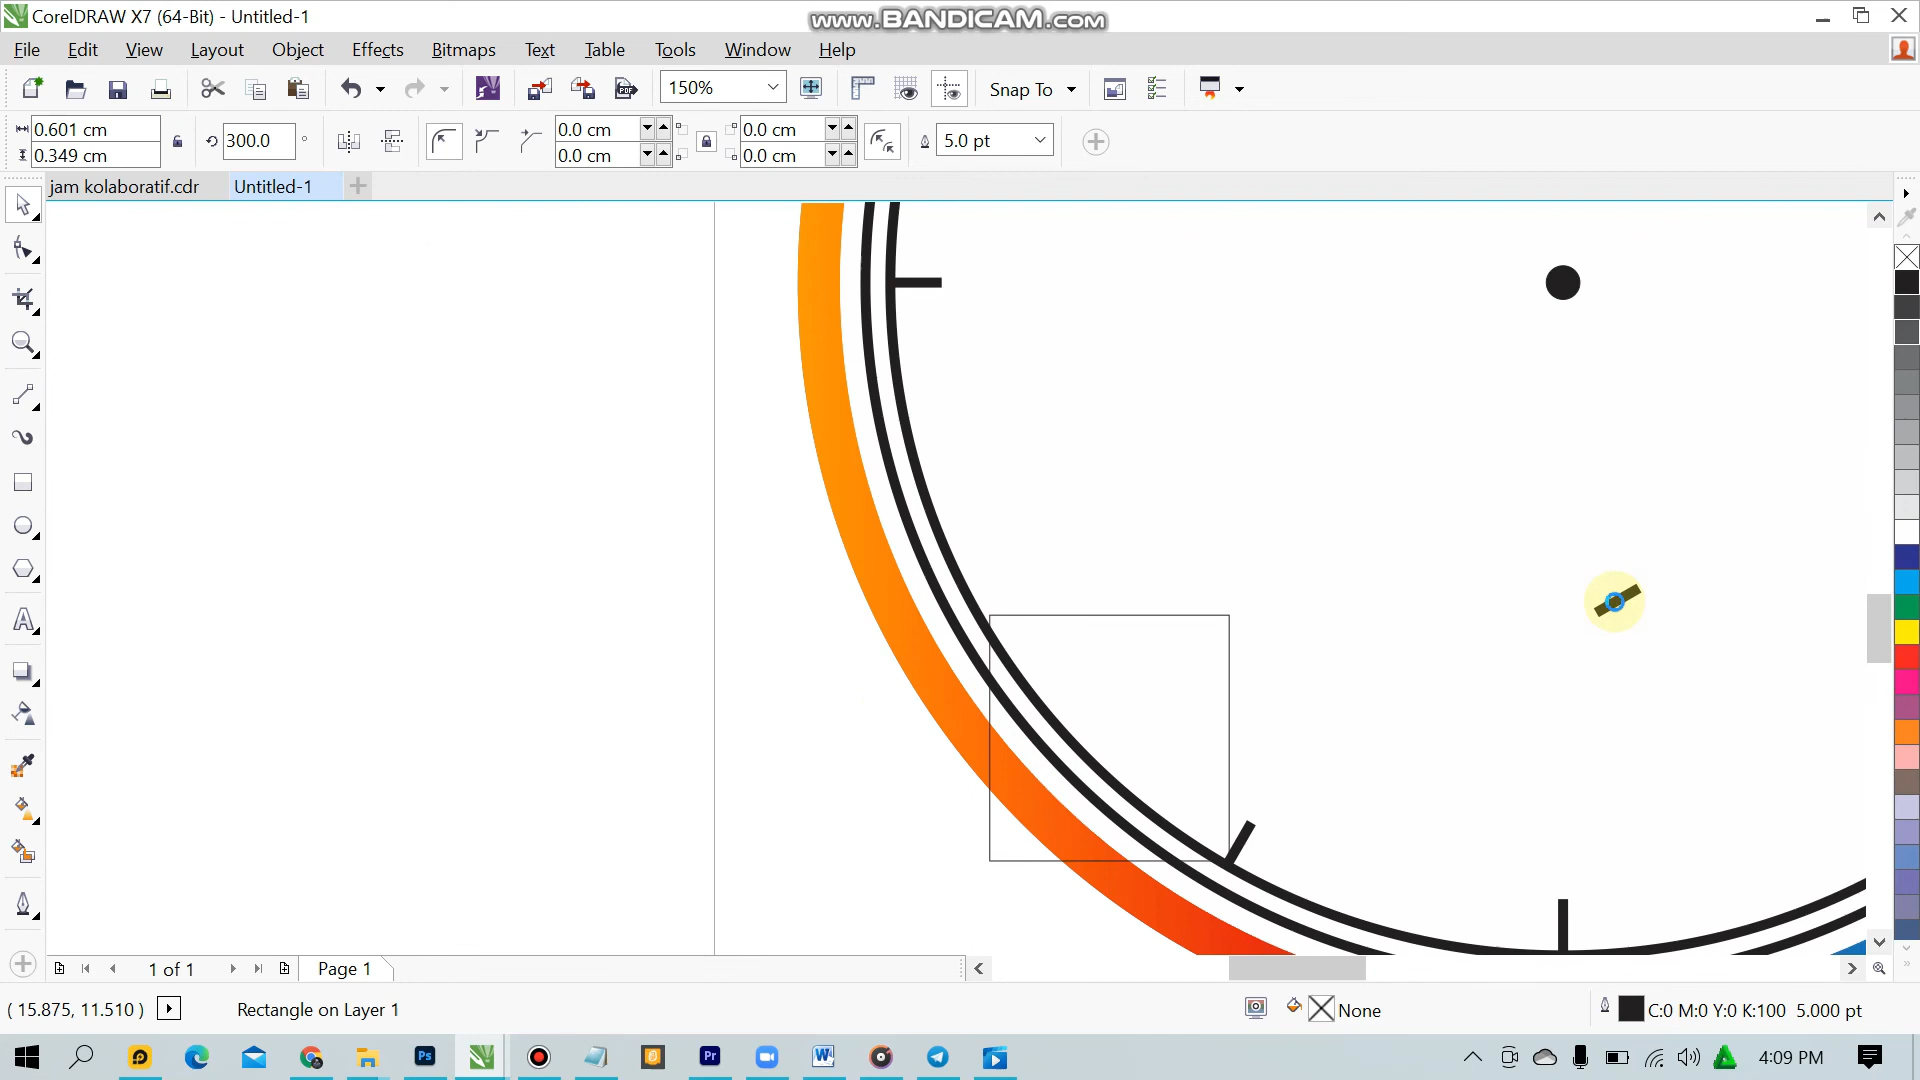 CorelDRAW X7 (64-Bit) - Untitled-1
www.BANDICAM.com
File Edit View Layout Object Effects Bitmaps Text Table Tools Window Help
PDF 150% Snap To
0.601 cm 300.0 ° 0.0 cm 0.0 cm 5.0 pt
0.349 cm 0.0 cm 0.0 cm
jam kolaboratif.cdr Untitled-1
1 of 1 Page 1
( 15.875, 11.510 ) Rectangle on Layer 1 None C:0 M:0 Y:0 K:100 5.000 pt
Ps Pr W 4:09 PM